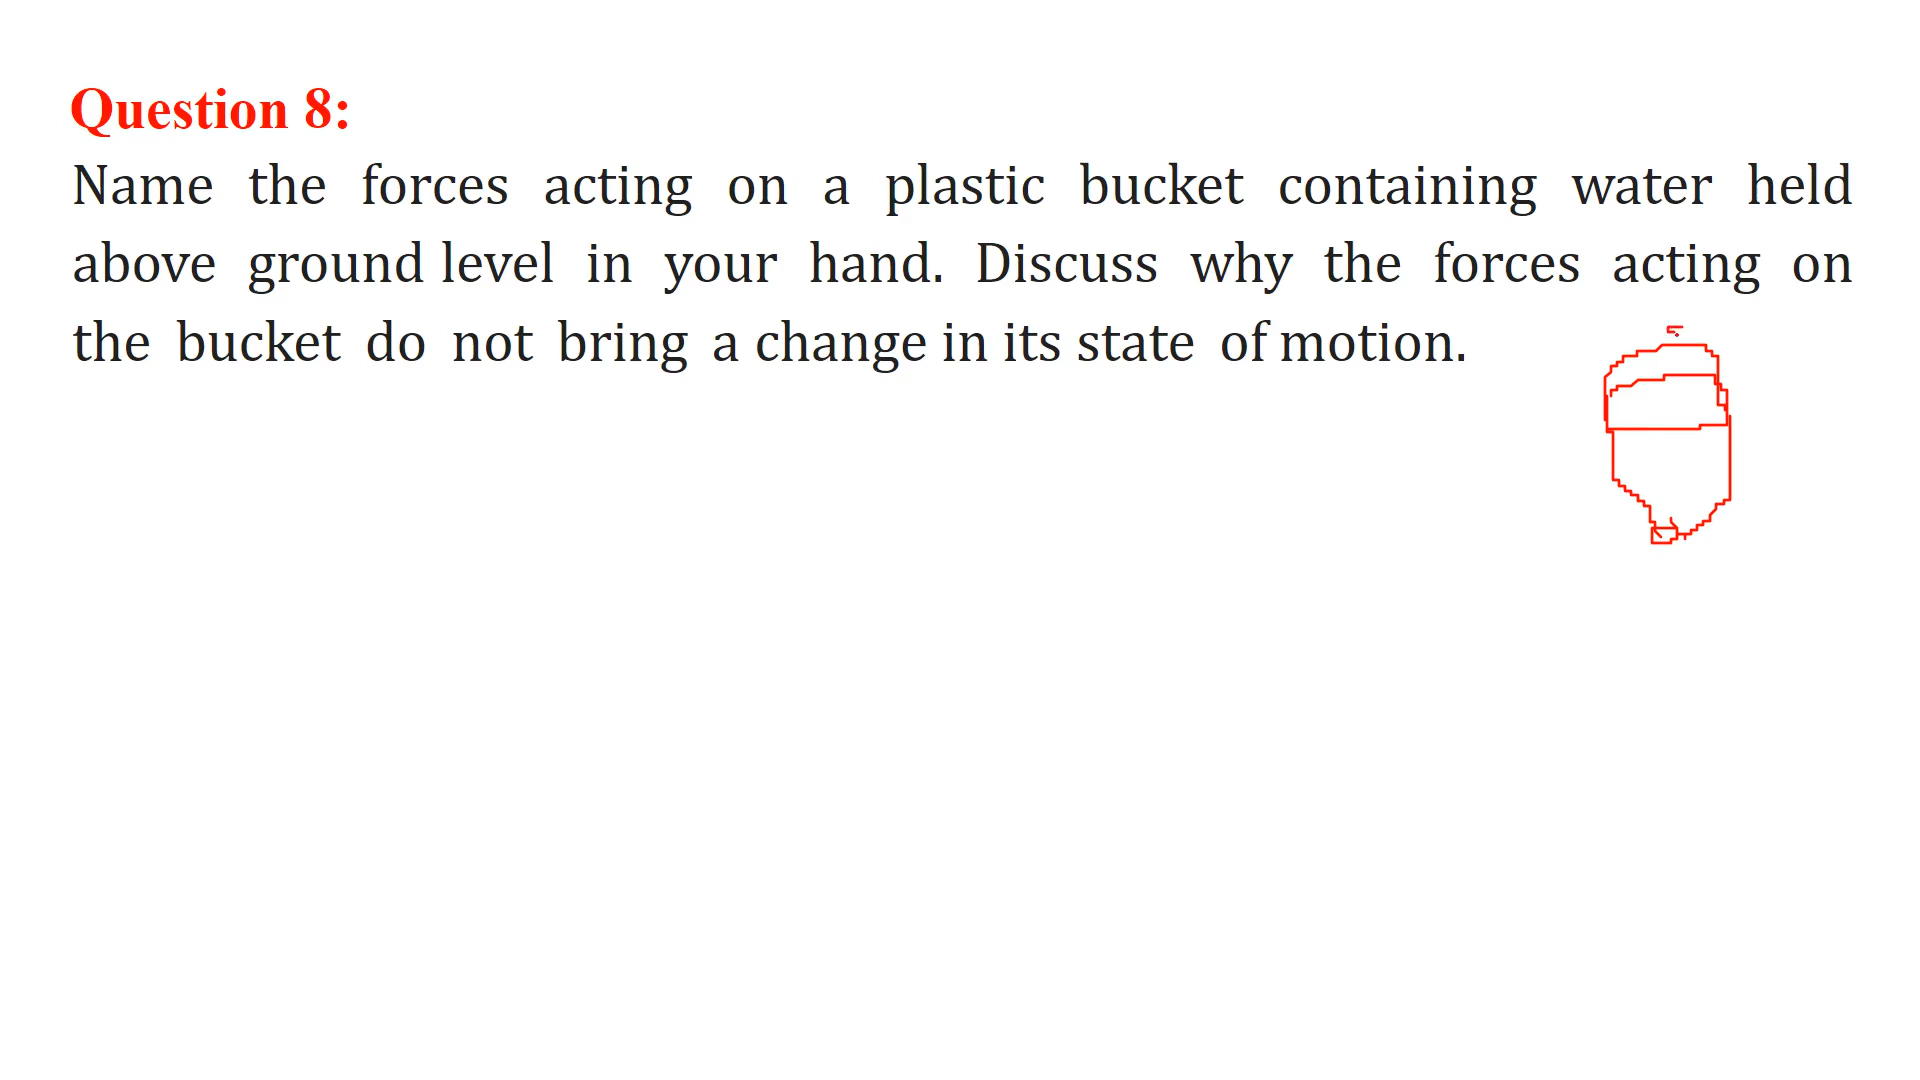 Question 8:
Name the forces acting on a plastic bucket containing water held
above ground level in your hand. Discuss why the forces acting on
the bucket do not bring a change in its state of motion.